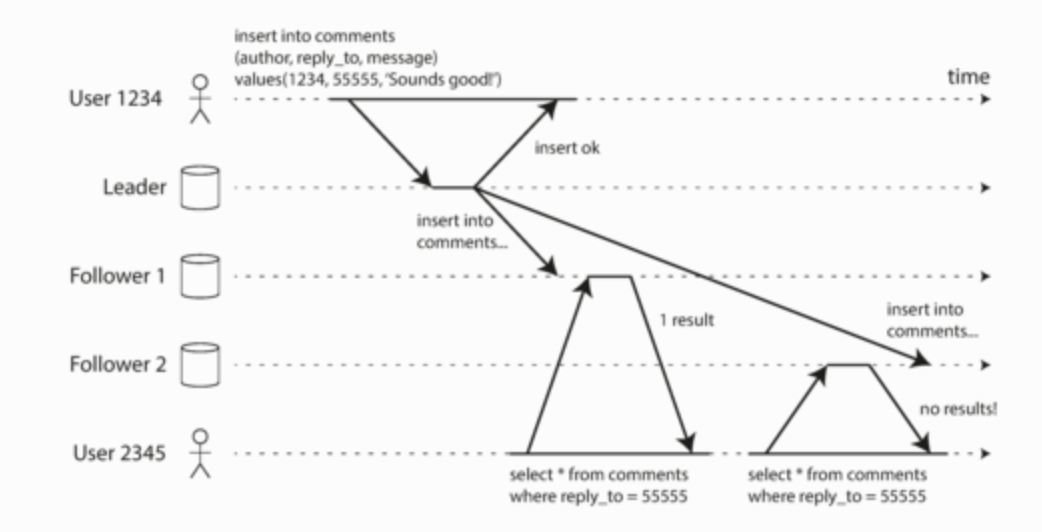 insert into comments
(author, reply_to, message)
values(1234, 55555, 'Sounds good!')
time
User 1234
insert ok
Leader
insert into
comments...
Follower 1
1 result
insert into
comments...
Follower 2
no results!
User 2345
select * from comments
where reply_to = 55555
select * from comments
where reply_to = 55555